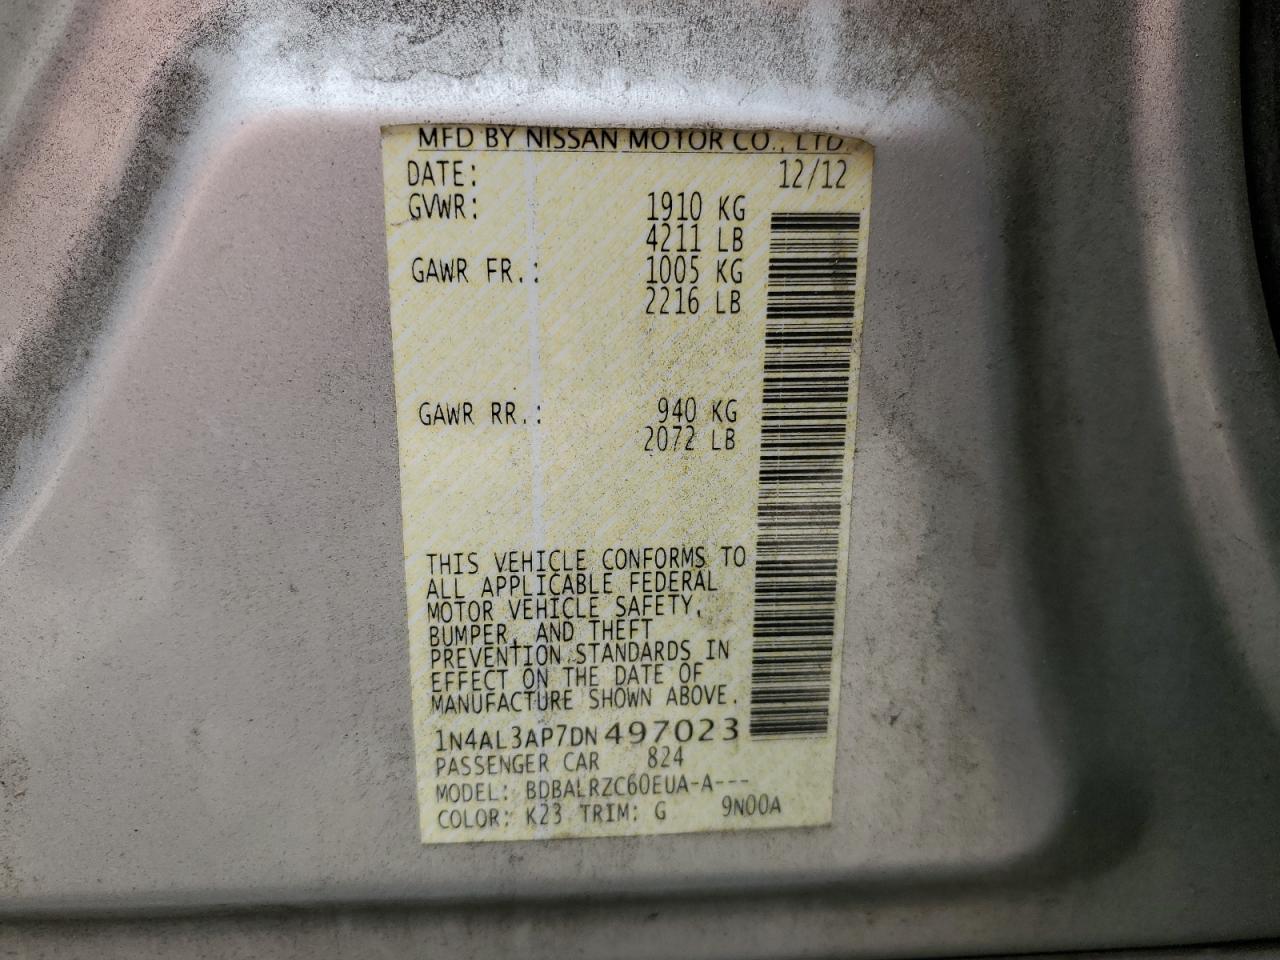 MFD BY NISSAN MOTOR CO., LTD.
DATE: 12/12
GVWR: 1910 KG
4211 LB
GAWR FR.: 1005 KG
2216 LB
GAWR RR.: 940 KG
2072 LB
THIS VEHICLE CONFORMS TO
ALL APPLICABLE FEDERAL
MOTOR VEHICLE SAFETY,
BUMPER, AND THEFT
PREVENTION STANDARDS IN
EFFECT ON THE DATE OF
MANUFACTURE SHOWN ABOVE.
1N4AL3AP7DN497023
PASSENGER CAR 824
MODEL: BDBALRZC60EUA-A---
COLOR: K23 TRIM: G 9N00A